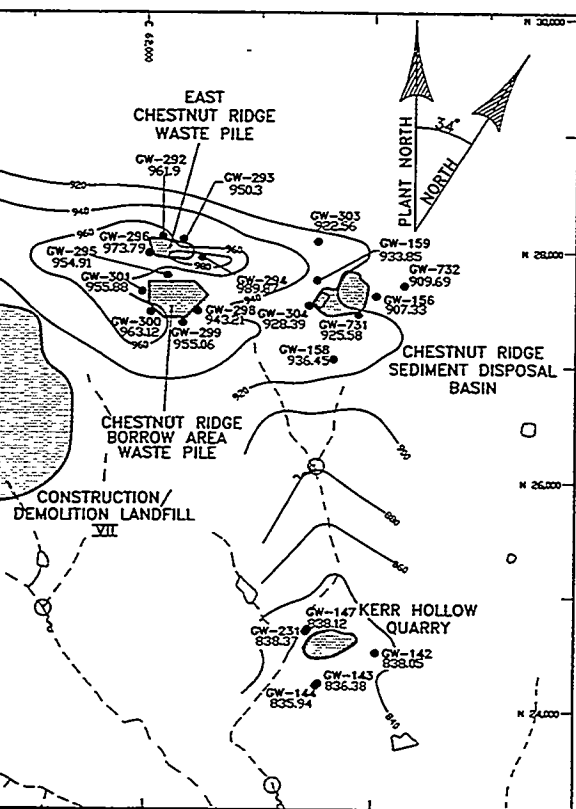 N 30,000
E 62,000
EAST
CHESTNUT RIDGE
WASTE PILE
34°
PLANT NORTH
NORTH
GW-292
961.9
GW-293
950.3
920
940
960
GW-303
922.56
GW-296
973.79
960
980
GW-159
933.85
N 28,000
GW-295
954.91
GW-732
909.69
GW-301
955.88
GW-294
940
GW-156
907.33
GW-304
928.39
GW-298
943.21
GW-300
963.12
GW-299
955.06
GW-731
925.58
960
GW-158
936.45
CHESTNUT RIDGE
SEDIMENT DISPOSAL
BASIN
920
CHESTNUT RIDGE
BORROW AREA
WASTE PILE
N 26,000
CONSTRUCTION/
DEMOLITION LANDFILL
VII
880
860
GW-147
838.12
KERR HOLLOW
QUARRY
GW-231
838.37
GW-142
838.05
GW-143
836.38
GW-144
835.94
840
N 24,000